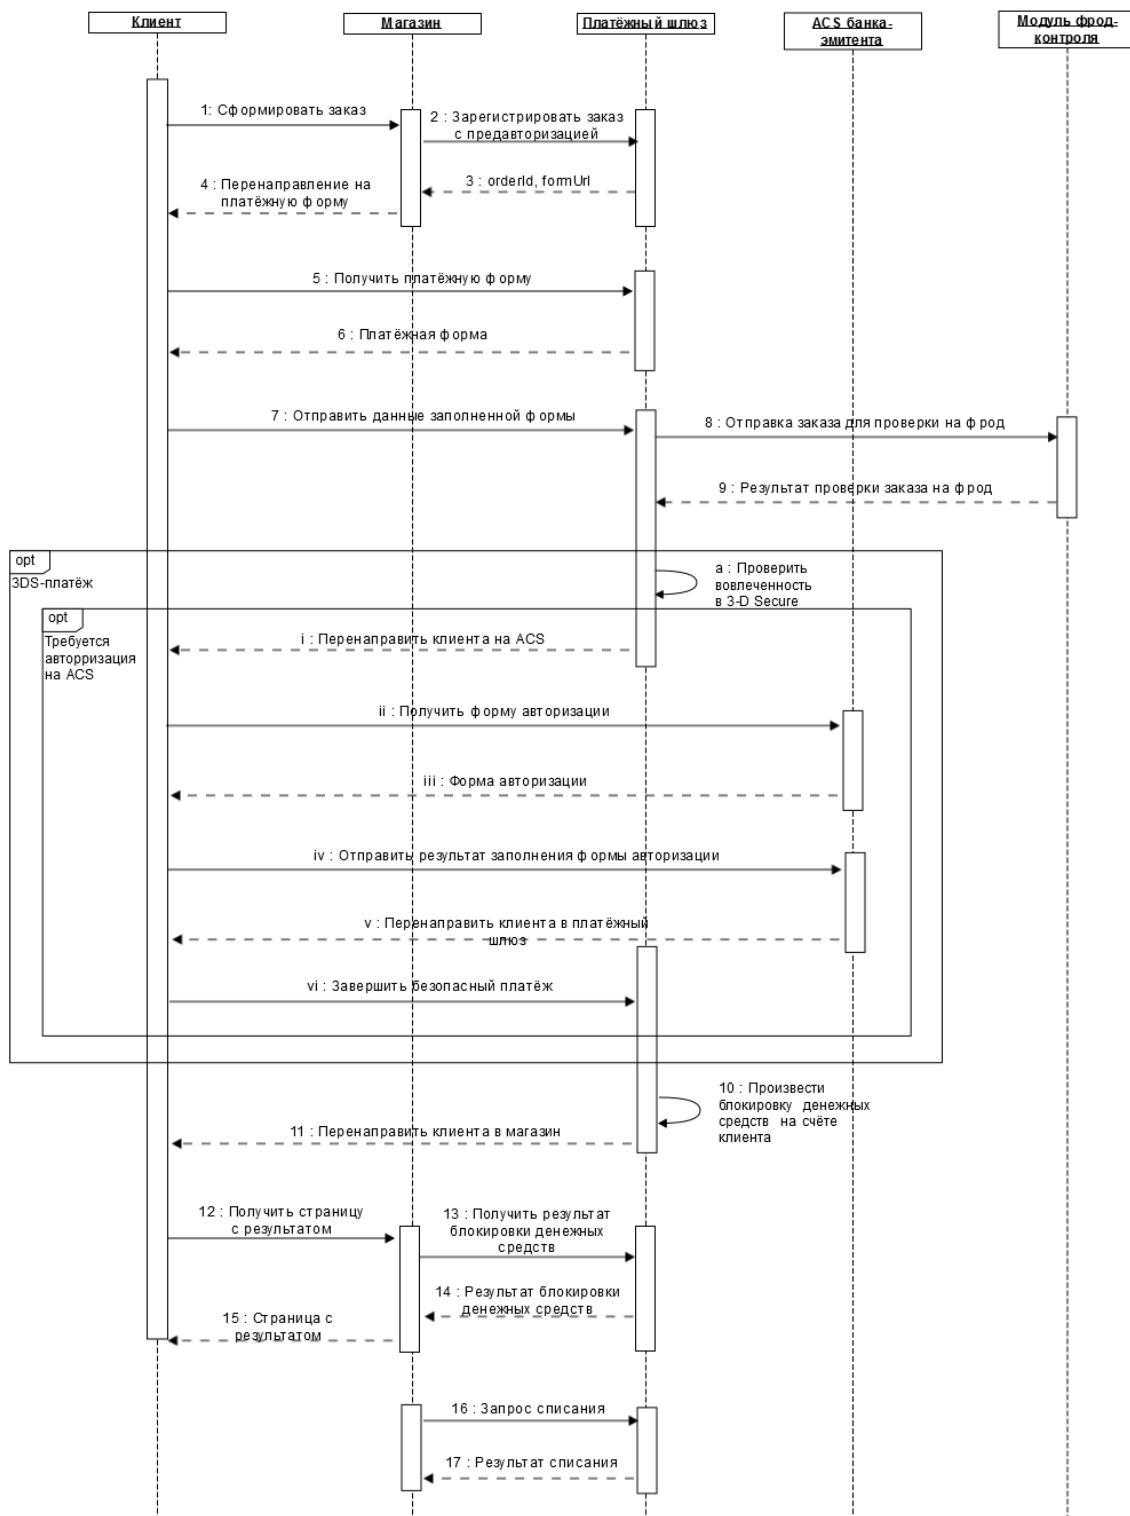 Клиент
Магазин
Платёжный шлюз
ACS банка-
эмитента
Модуль фрод-
контроля
1: Сформировать заказ
2 : Зарегистрировать заказ
с предавторизацией
3 : orderId, formUrl
4 : Перенаправление на
платёжную форму
5 : Получить платёжную форму
6 : Платёжная форма
7 : Отправить данные заполненной формы
8 : Отправка заказа для проверки на фрод
9 : Результат проверки заказа на фрод
opt
3DS-платёж
a : Проверить
вовлеченность
в 3-D Secure
opt
Требуется
авторризация
на ACS
i : Перенаправить клиента на ACS
ii : Получить форму авторизации
iii : Форма авторизации
iv : Отправить результат заполнения формы авторизации
v : Перенаправить клиента в платёжный
шлюз
vi : Завершить безопасный платёж
10 : Произвести
блокировку денежных
средств на счёте
клиента
11 : Перенаправить клиента в магазин
12 : Получить страницу
с результатом
13 : Получить результат
блокировки денежных
средств
14 : Результат блокировки
денежных средств
15 : Страница с
результатом
16 : Запрос списания
17 : Результат списания